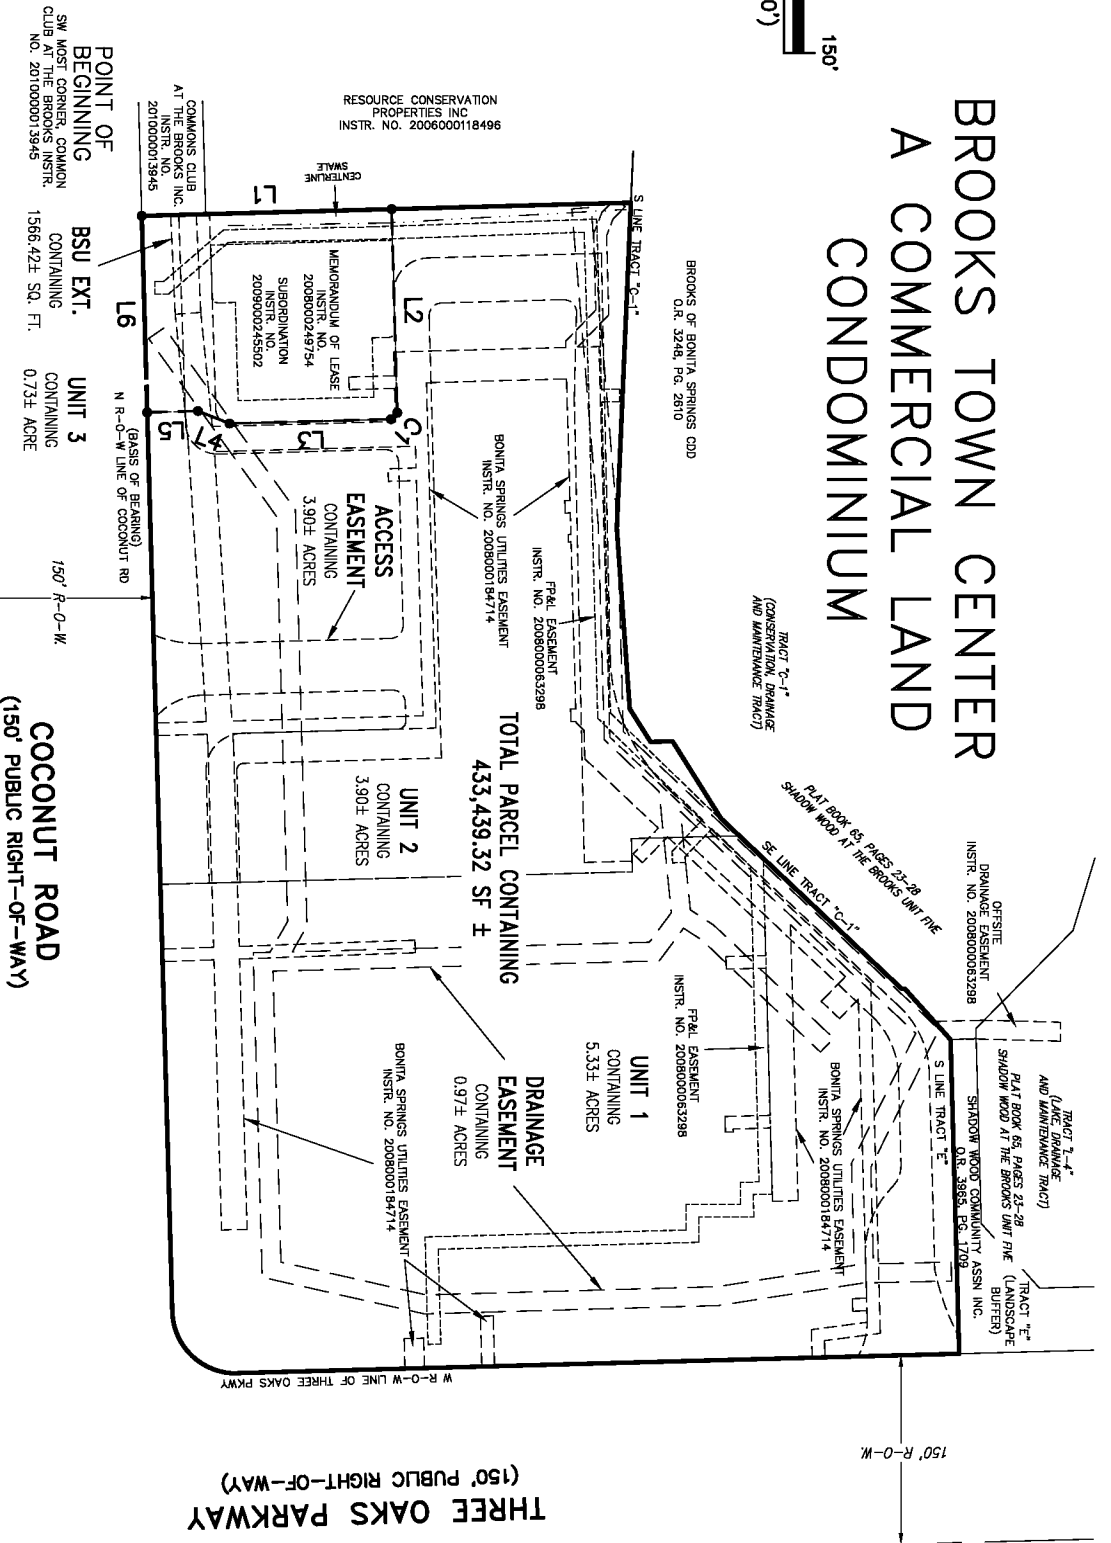 BROOKS TOWN CENTER
A COMMERCIAL LAND
CONDOMINIUM
150'
0')
RESOURCE CONSERVATION
PROPERTIES INC
INSTR. NO. 2006000118496
CENTERLINE
SWALE
S LINE TRACT "C-1"
BROOKS OF BONITA SPRINGS CDD
O.R. 3248, PG. 2610
TRACT "C-1"
(CONSERVATION, DRAINAGE
AND MAINTENANCE TRACT)
PLAT BOOK 65, PAGES 23-28
SHADOW WOOD AT THE BROOKS UNIT FIVE
SE LINE TRACT "C-1"
OFFSITE
DRAINAGE EASEMENT
INSTR. NO. 2008000063298
TRACT "L-4"
(LAKE, DRAINAGE
AND MAINTENANCE TRACT)
PLAT BOOK 65, PAGES 23-28
SHADOW WOOD AT THE BROOKS UNIT FIVE
TRACT "E"
(LANDSCAPE
BUFFER)
SHADOW WOOD COMMUNITY ASSN INC.
O.R. 3965, PG. 1709
S LINE TRACT "E"
COMMONS CLUB
AT THE BROOKS INC.
INSTR. NO.
2010000013945
POINT OF
BEGINNING
SW MOST CORNER, COMMON
CLUB AT THE BROOKS INSTR.
NO. 2010000013945
L1
L2
L3
L4
L5
L6
C1
MEMORANDUM OF LEASE
INSTR. NO.
2008000249754
SUBORDINATION
INSTR. NO.
2009000245502
BONITA SPRINGS UTILITIES EASEMENT
INSTR. NO. 2008000184714
FP&L EASEMENT
INSTR. NO. 2008000063298
ACCESS
EASEMENT
CONTAINING
3.90± ACRES
TOTAL PARCEL CONTAINING
433,439.32 SF ±
UNIT 2
CONTAINING
3.90± ACRES
FP&L EASEMENT
INSTR. NO. 2008000063298
UNIT 1
CONTAINING
5.33± ACRES
BONITA SPRINGS UTILITIES EASEMENT
INSTR. NO. 2008000184714
DRAINAGE
EASEMENT
CONTAINING
0.97± ACRES
BONITA SPRINGS UTILITIES EASEMENT
INSTR. NO. 2008000184714
BSU EXT.
CONTAINING
1566.42± SQ. FT.
UNIT 3
CONTAINING
0.73± ACRE
(BASIS OF BEARING)
N R-O-W LINE OF COCONUT RD
150' R-O-W.
COCONUT ROAD
(150' PUBLIC RIGHT-OF-WAY)
W R-O-W LINE OF THREE OAKS PKWY
150' R-O-W.
THREE OAKS PARKWAY
(150' PUBLIC RIGHT-OF-WAY)